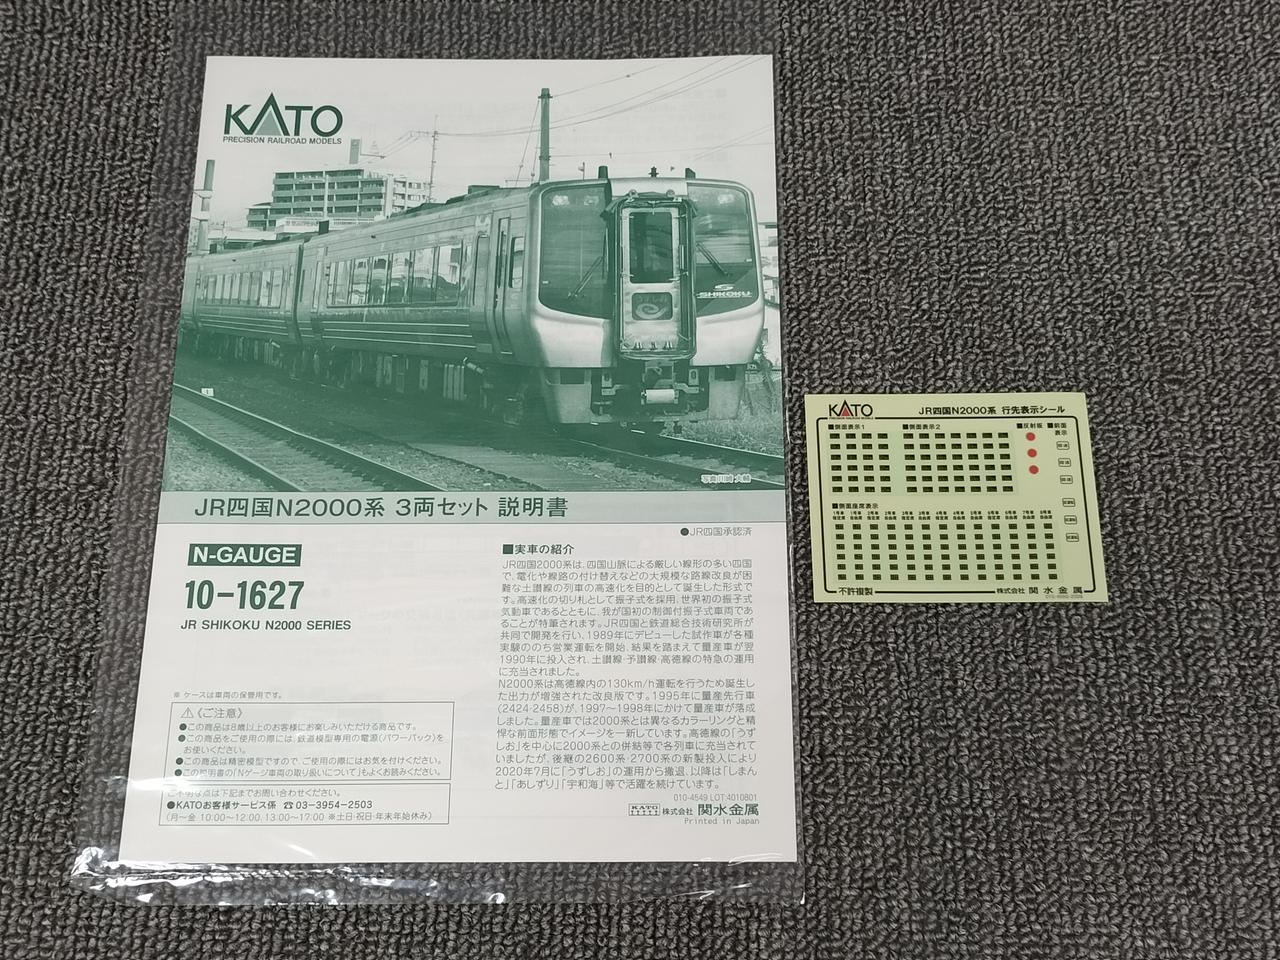 KATO
PRECISION RAILROAD MODELS
SHIKOKU
うずしお
写真:川崎 大輔
JR四国N2000系 3両セット 説明書
●JR四国承認済
N-GAUGE
10-1627
JR SHIKOKU N2000 SERIES
※ ケースは車両の保管用です。
⚠《ご注意》
●この商品は8歳以上のお客様にお楽しみいただける商品です。
●この商品をご使用の際には、鉄道模型専用の電源(パワーパック)を
お使いください。
●この商品は精密模型ですので、ご使用の際にはお気を付けください。
●この説明書の「Nゲージ車両の取り扱いについて」もよくお読みください。
ご不明な点は下記までお問い合わせください。
●KATOお客様サービス係 ☎03-3954-2503
(月〜金 10:00〜12:00、13:00〜17:00 ※土日・祝日・年末年始休み)
■実車の紹介
JR四国2000系は、四国山脈による厳しい線形の多い四国
で、電化や線路の付け替えなどの大規模な路線改良が困
難な土讃線の列車の高速化を目的として誕生した形式で
す。高速化の切り札として振子式を採用、世界初の振子式
気動車であるとともに、我が国初の制御付振子式車両であ
ることが特筆されます。JR四国と鉄道総合技術研究所が
共同で開発を行い、1989年にデビューした試作車が各種
実験ののち営業運転を開始、結果を踏まえて量産車が翌
1990年に投入され、土讃線・予讃線・高徳線の特急の運用
に充当されました。
N2000系は高徳線内の130km/h運転を行うため誕生し
た出力が増強された改良版です。1995年に量産先行車
(2424・2458)が、1997〜1998年にかけて量産車が落成
しました。量産車では2000系とは異なるカラーリングと精
悍な前面形態でイメージを一新しています。高徳線の「うず
しお」を中心に2000系との併結等で各列車に充当されて
いましたが、後継の2600系・2700系の新製投入により
2020年7月に「うずしお」の運用から撤退、以降は「しまん
と」「あしずり」「宇和海」等で活躍を続けています。
010-4549 LOT:4010801
KATO 株式会社 関水金属
Printed in Japan
KATO
PRECISION RAILROAD MODELS
JR四国N2000系 行先表示シール
■側面表示1 ■側面表示2 ■反射板 ■前面
表示
■側面座席表示
不許複製
株式会社 関水金属